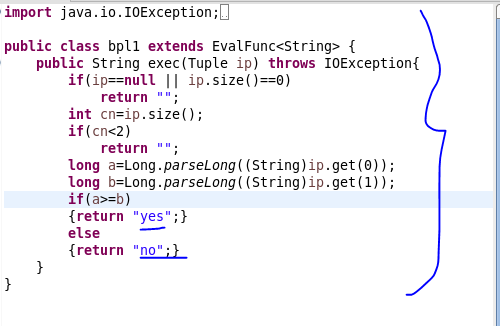 import java.io.IOException;
public class bpl1 extends EvalFunc<String> {
public String exec(Tuple ip) throws IOException{
if(ip==null || ip.size()==0)
return "";
int cn=ip.size();
if(cn<2)
return "";
long a=Long.parseLong((String)ip.get(0));
long b=Long.parseLong((String)ip.get(1));
if(a>=b)
{return "yes";}
else
{return "no";}
}
}